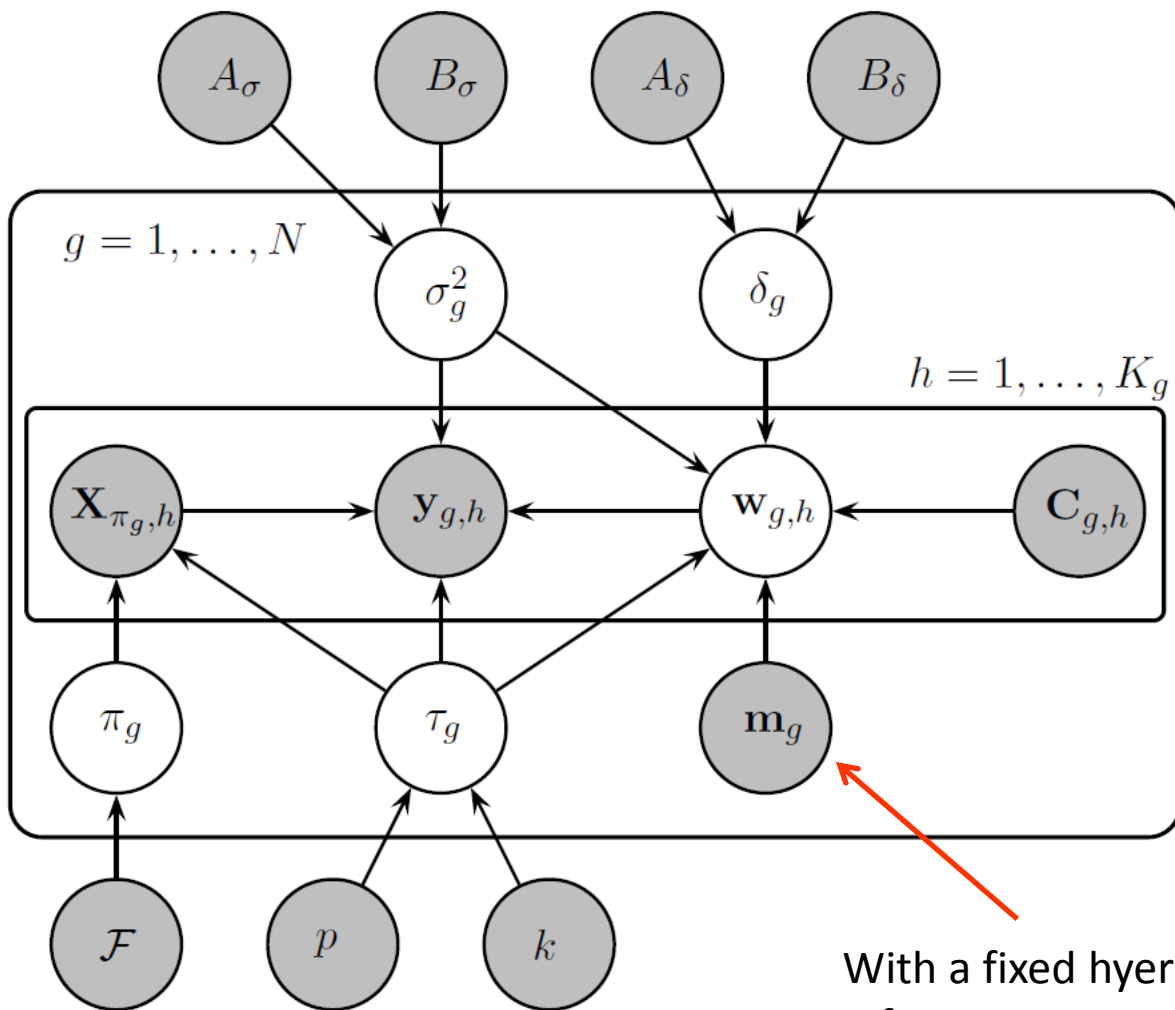 A_σ B_σ A_δ B_δ
g = 1, . . . , N
σ_g^2 δ_g
h = 1, . . . , K_g
X_{π_g,h} y_{g,h} w_{g,h} C_{g,h}
π_g τ_g m_g
F p k
With a fixed hyer